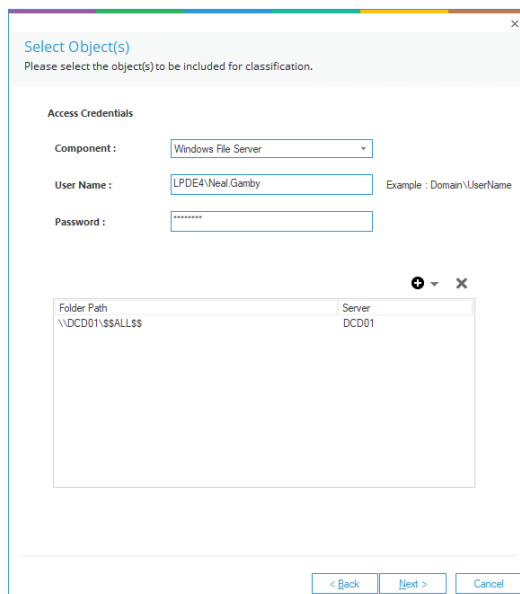 Select Object(s)
Please select the object(s) to be included for classification.
Access Credentials
Component : Windows File Server
User Name : LPDE4\Neal.Gamby Example : Domain\UserName
Password : ********
Folder Path Server
\\DCD01\$$ALL$$ DCD01
< Back Next > Cancel